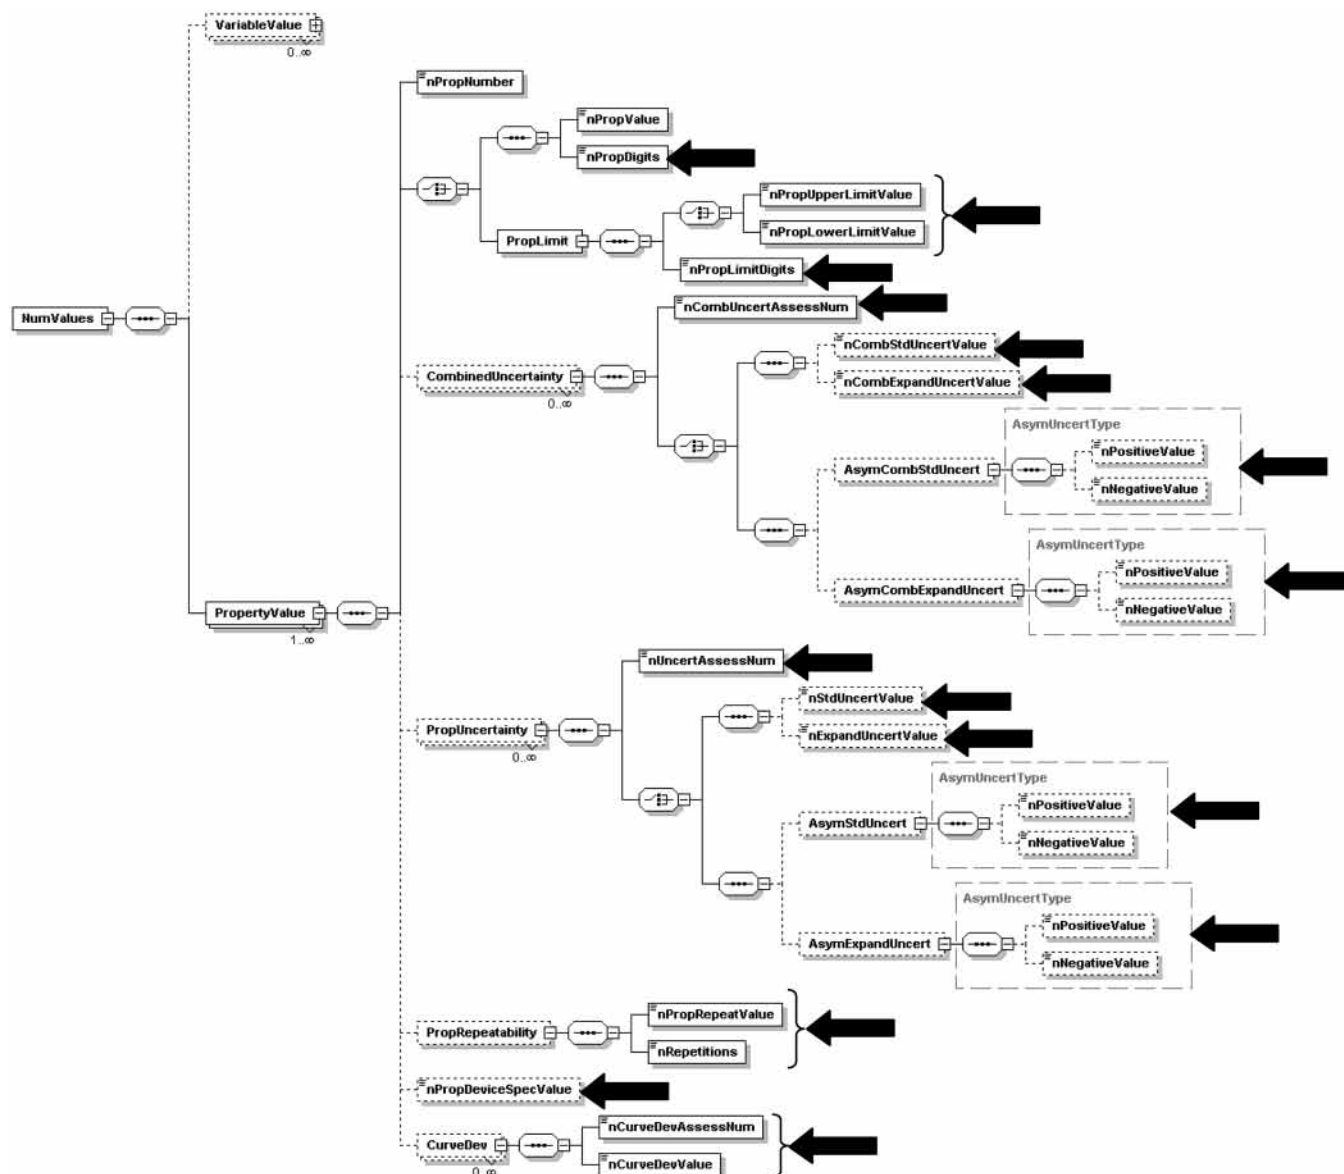 VariableValue
0..∞
nPropNumber
nPropValue
nPropDigits
nPropUpperLimitValue
nPropLowerLimitValue
PropLimit
nPropLimitDigits
NumValues
nCombUncertAssessNum
nCombStdUncertValue
nCombExpandUncertValue
CombinedUncertainty
0..∞
AsymUncertType
nPositiveValue
AsymCombStdUncert
nNegativeValue
AsymUncertType
nPositiveValue
AsymCombExpandUncert
nNegativeValue
PropertyValue
1..∞
nUncertAssessNum
nStdUncertValue
nExpandUncertValue
PropUncertainty
0..∞
AsymUncertType
nPositiveValue
AsymStdUncert
nNegativeValue
AsymUncertType
nPositiveValue
AsymExpandUncert
nNegativeValue
nPropRepeatValue
PropRepeatability
nRepetitions
nPropDeviceSpecValue
nCurveDevAssessNum
CurveDev
nCurveDevValue
0..∞